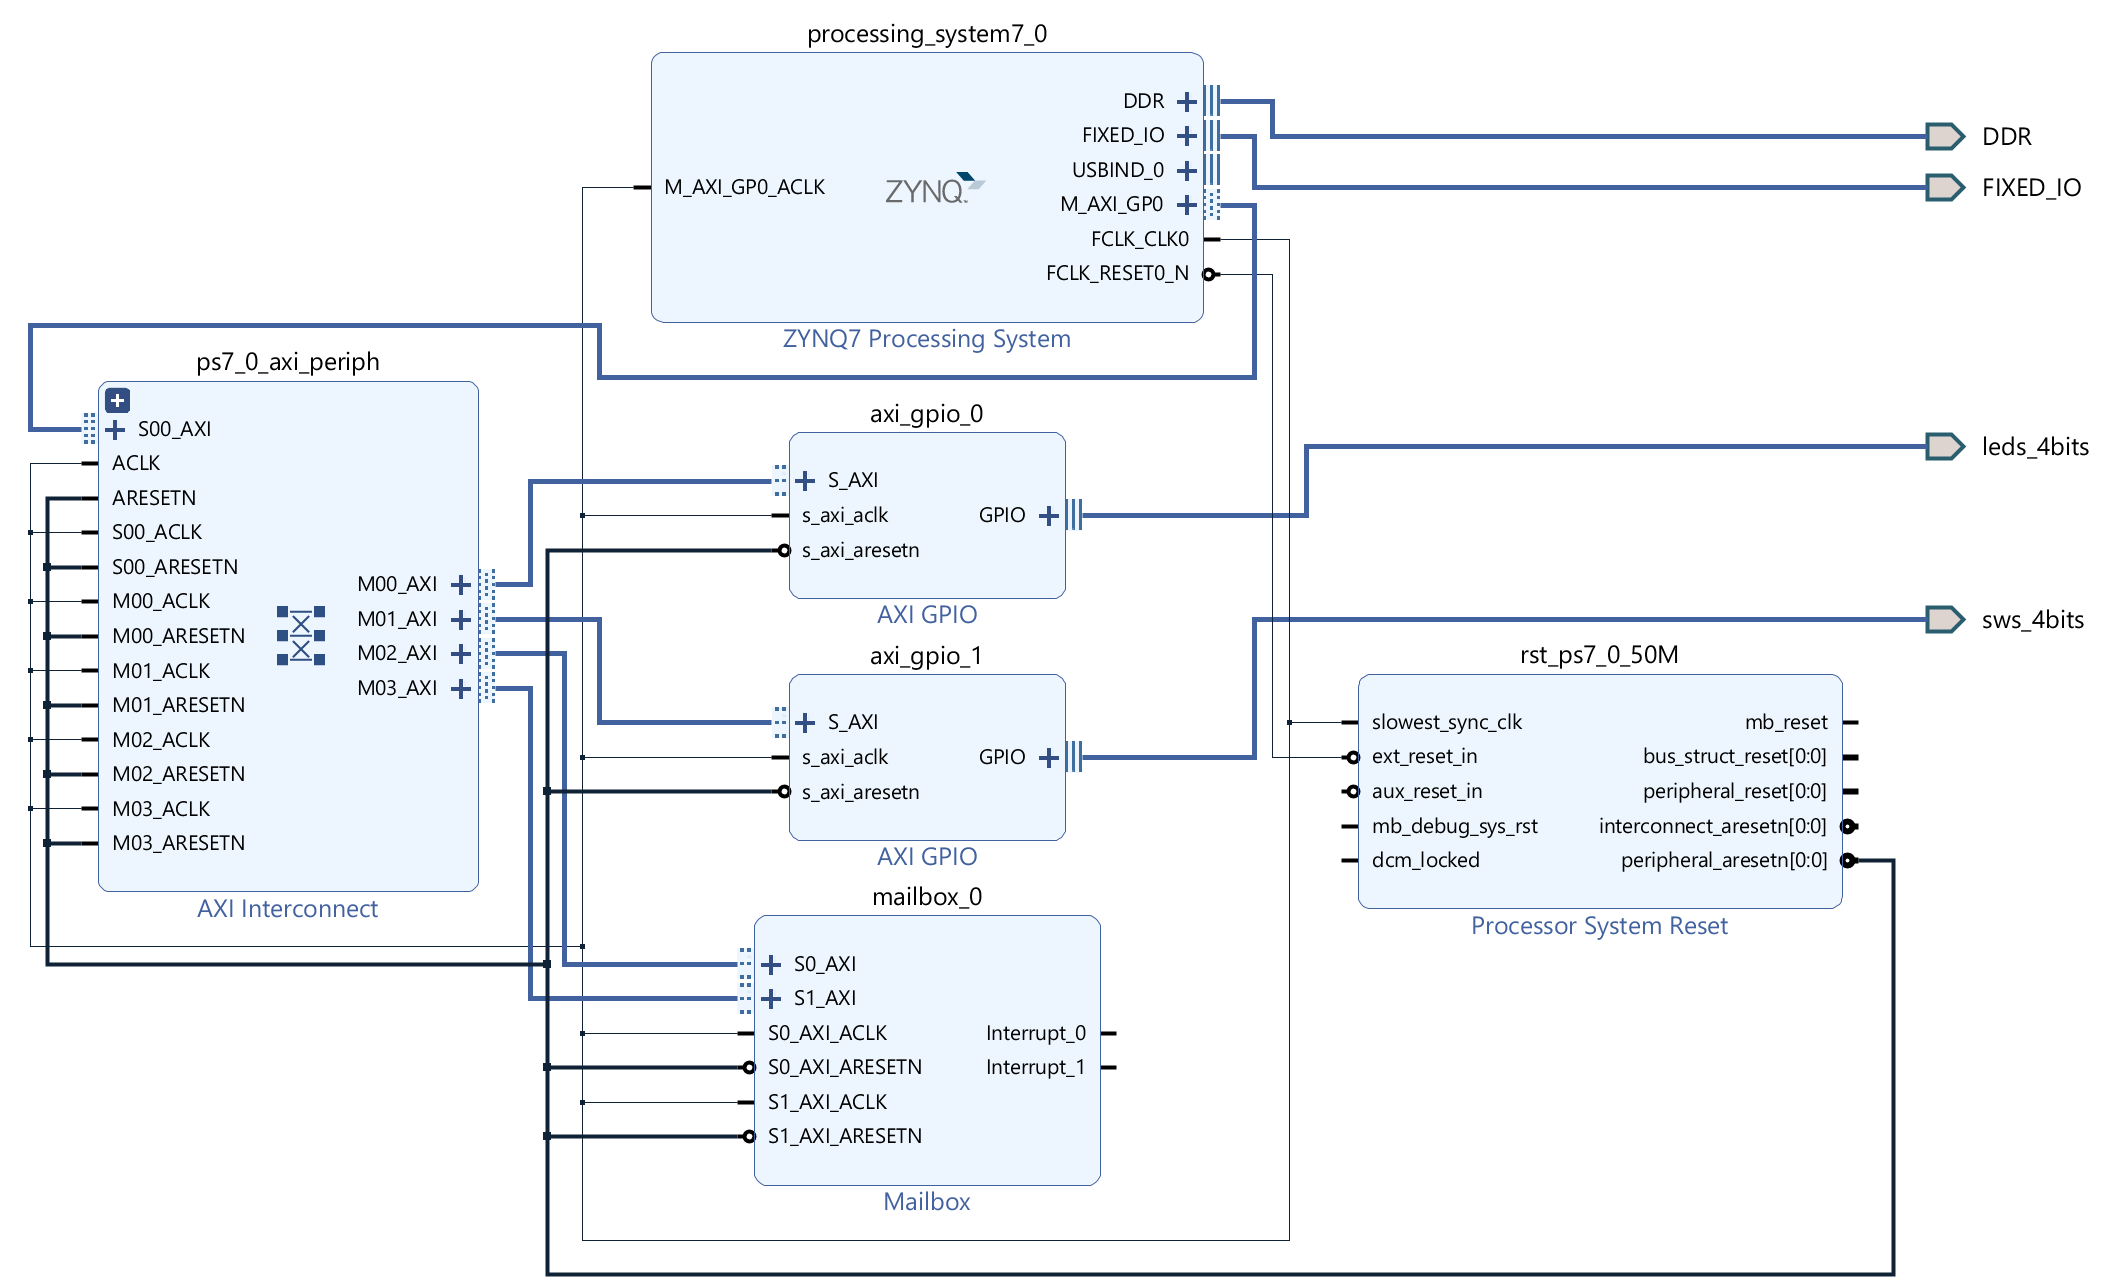 processing_system7_0
DDR
FIXED_IO
USBIND_0
M_AXI_GP0_ACLK
ZYNQ
M_AXI_GP0
FCLK_CLK0
FCLK_RESET0_N
ZYNQ7 Processing System
DDR
FIXED_IO
ps7_0_axi_periph
S00_AXI
ACLK
ARESETN
S00_ACLK
S00_ARESETN
M00_ACLK
M00_ARESETN
M01_ACLK
M01_ARESETN
M02_ACLK
M02_ARESETN
M03_ACLK
M03_ARESETN
M00_AXI
M01_AXI
M02_AXI
M03_AXI
AXI Interconnect
axi_gpio_0
S_AXI
s_axi_aclk
s_axi_aresetn
GPIO
AXI GPIO
leds_4bits
axi_gpio_1
S_AXI
s_axi_aclk
s_axi_aresetn
GPIO
AXI GPIO
sws_4bits
rst_ps7_0_50M
slowest_sync_clk
ext_reset_in
aux_reset_in
mb_debug_sys_rst
dcm_locked
mb_reset
bus_struct_reset[0:0]
peripheral_reset[0:0]
interconnect_aresetn[0:0]
peripheral_aresetn[0:0]
Processor System Reset
mailbox_0
S0_AXI
S1_AXI
S0_AXI_ACLK
S0_AXI_ARESETN
S1_AXI_ACLK
S1_AXI_ARESETN
Interrupt_0
Interrupt_1
Mailbox